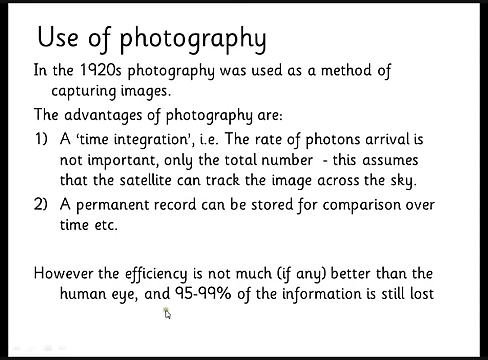 Use of photography
In the 1920s photography was used as a method of
capturing images.
The advantages of photography are:
1) A 'time integration', i.e. The rate of photons arrival is
not important, only the total number - this assumes
that the satellite can track the image across the sky.
2) A permanent record can be stored for comparison over
time etc.
However the efficiency is not much (if any) better than the
human eye, and 95-99% of the information is still lost